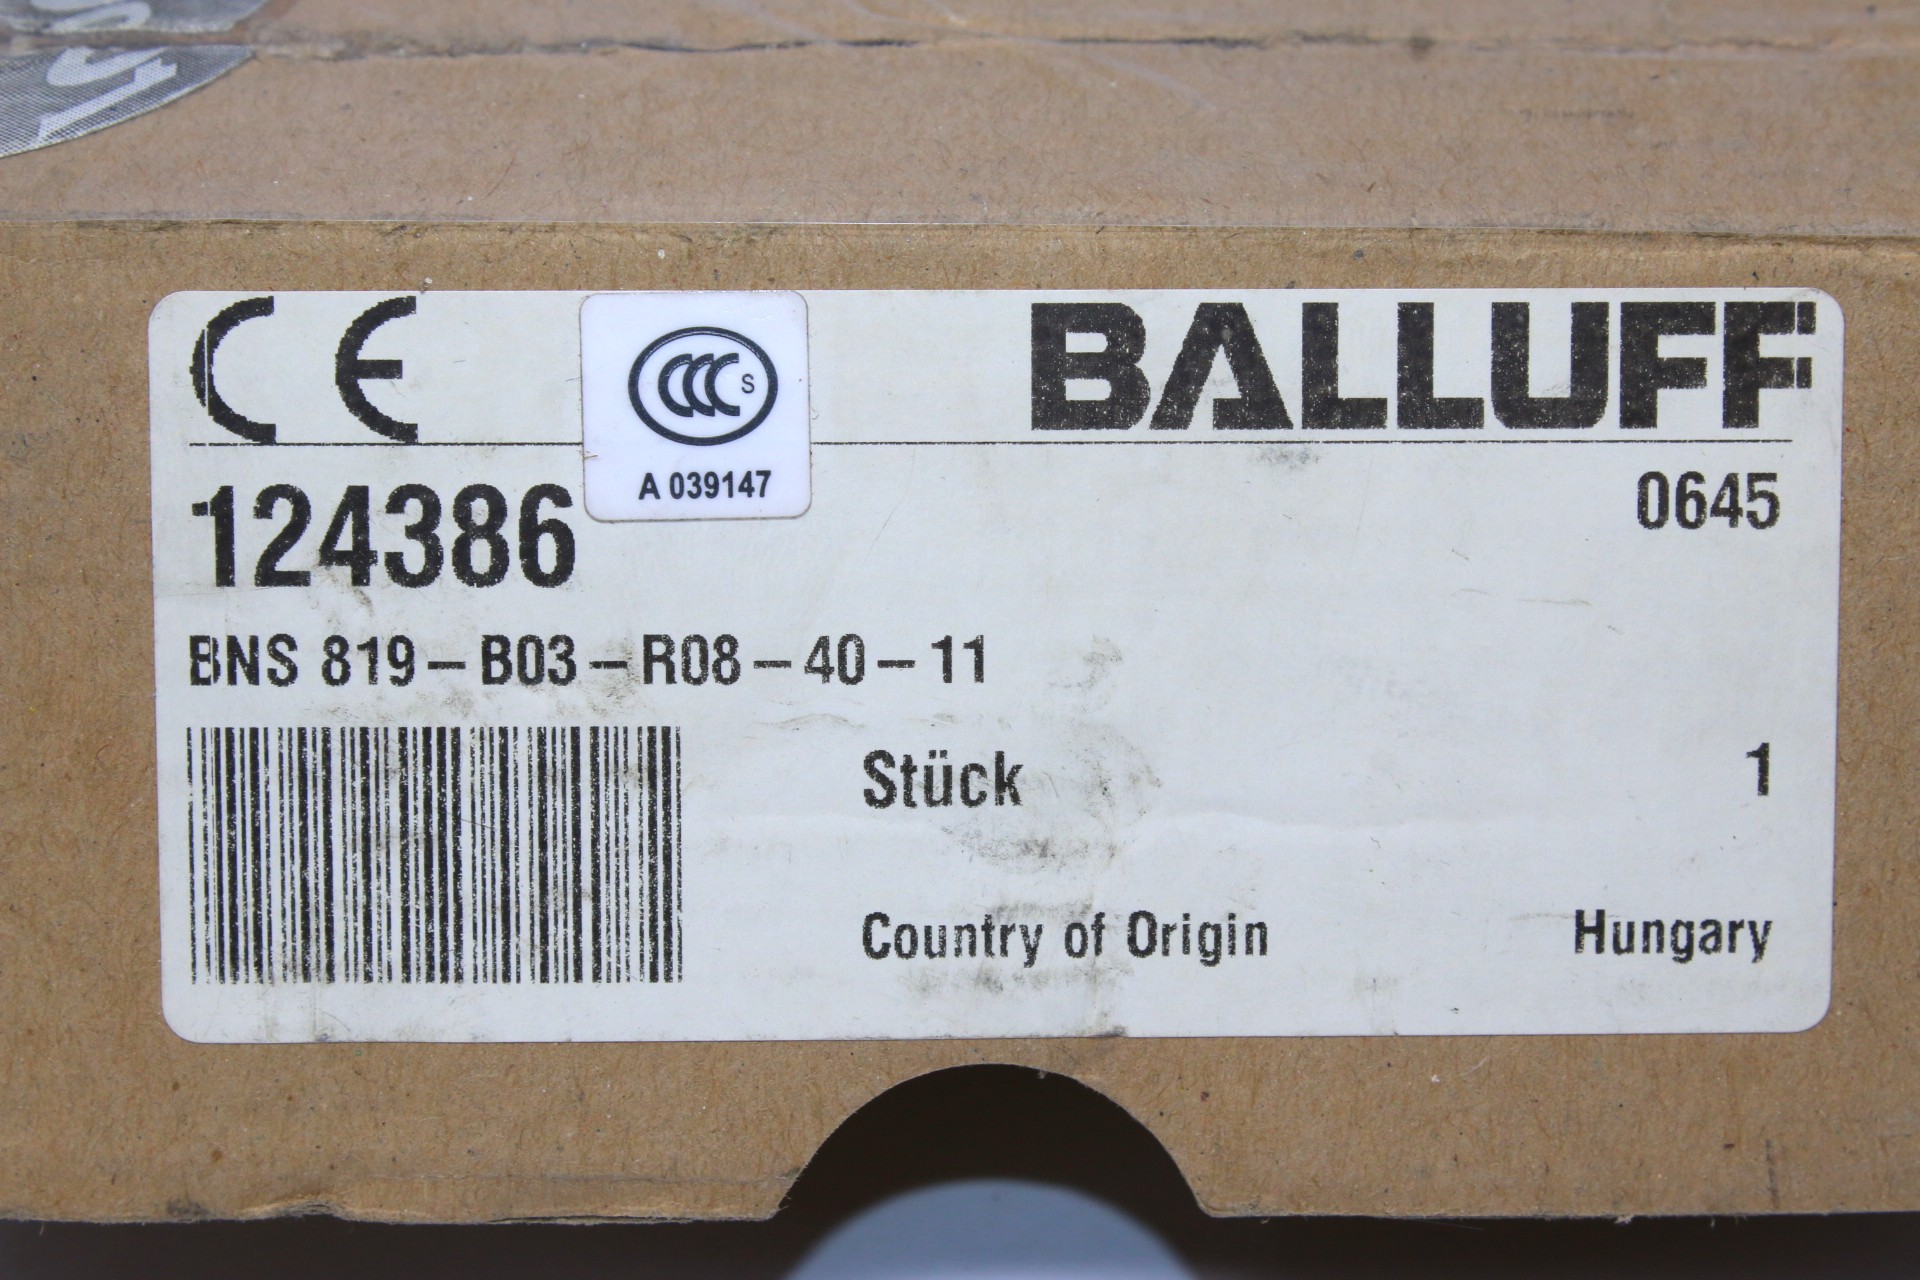 CE
CCC S
A 039147
BALLUFF
124386
0645
BNS 819-B03-R08-40-11
Stück 1
Country of Origin Hungary